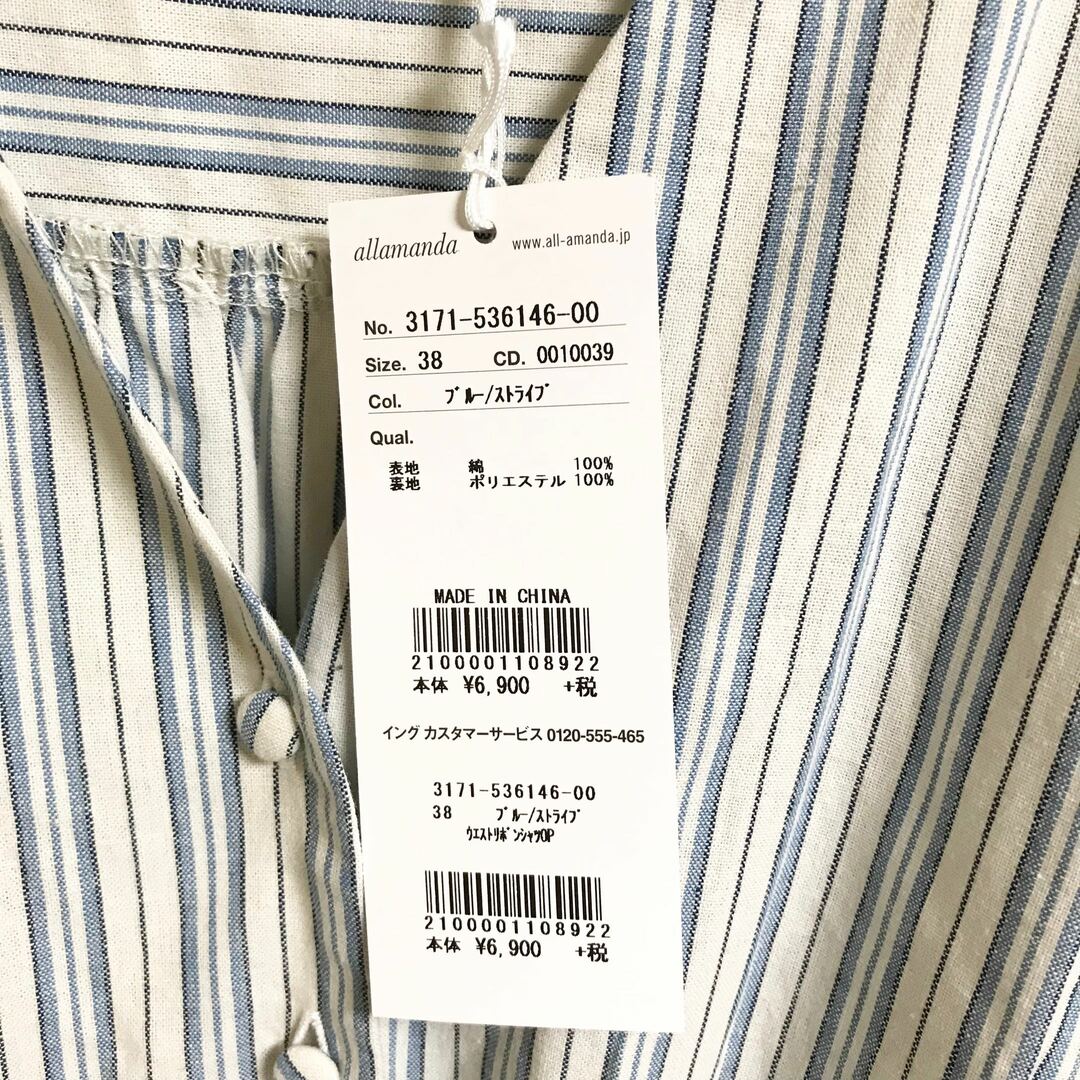 allamanda www.all-amanda.jp
No. 3171-536146-00
Size. 38 CD. 0010039
Col. ﾌﾞﾙｰ/ｽﾄﾗｲﾌﾟ
Qual.
表地 綿 100%
裏地 ポリエステル 100%
MADE IN CHINA
2100001108922
本体 ¥6,900 +税
イング カスタマーサービス 0120-555-465
3171-536146-00
38 ﾌﾞﾙｰ/ｽﾄﾗｲﾌﾟ
ｳｴｽﾄﾘﾎﾞﾝｼｬﾂOP
2100001108922
本体 ¥6,900 +税